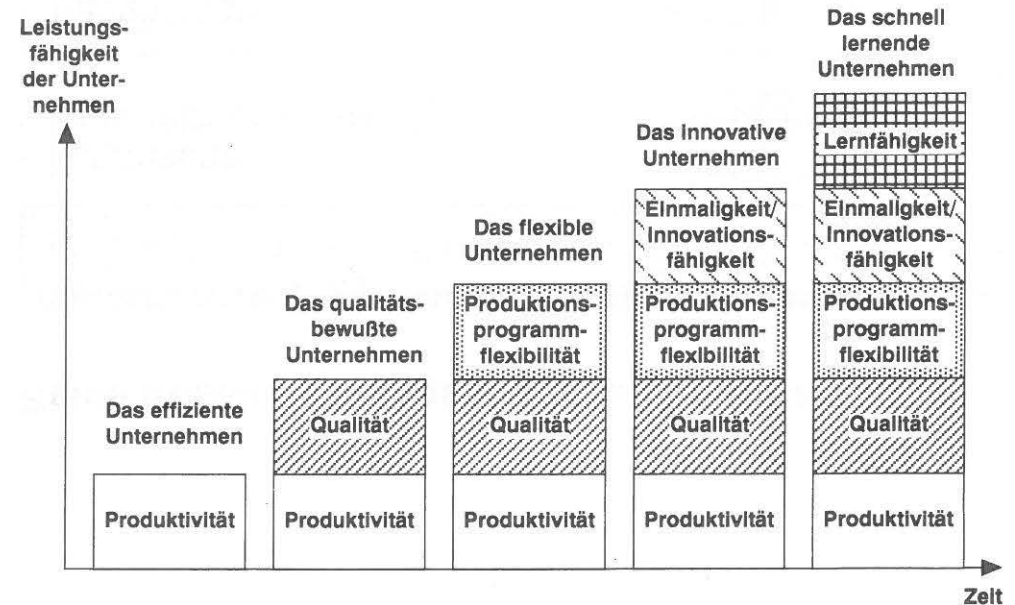 Leistungs-
fähigkeit
der Unter-
nehmen
Das effiziente
Unternehmen
Produktivität
Das qualitäts-
bewußte
Unternehmen
Qualität
Produktivität
Das flexible
Unternehmen
Produktions-
programm-
flexibilität
Qualität
Produktivität
Das innovative
Unternehmen
Einmaligkeit/
Innovations-
fähigkeit
Produktions-
programm-
flexibilität
Qualität
Produktivität
Das schnell
lernende
Unternehmen
Lernfähigkeit
Einmaligkeit/
Innovations-
fähigkeit
Produktions-
programm-
flexibilität
Qualität
Produktivität
Zeit